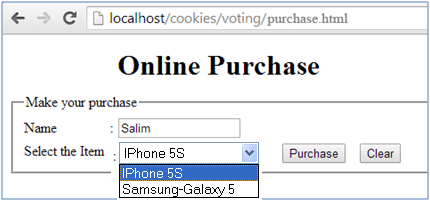 localhost/cookies/voting/purchase.html
Online Purchase
Make your purchase
Name : Salim
Select the Item : IPhone 5S Purchase Clear
IPhone 5S
Samsung-Galaxy 5